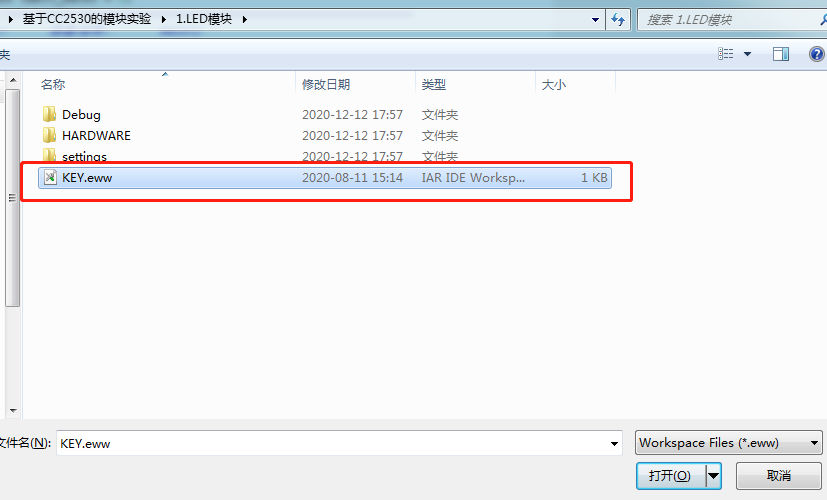 基于CC2530的模块实验 1.LED模块 搜索 1.LED模块
夹
名称 修改日期 类型 大小
Debug 2020-12-12 17:57 文件夹
HARDWARE 2020-12-12 17:57 文件夹
settings 2020-12-12 17:57 文件夹
KEY.eww 2020-08-11 15:14 IAR IDE Worksp... 1 KB
文件名(N): KEY.eww Workspace Files (*.eww)
打开(O) 取消